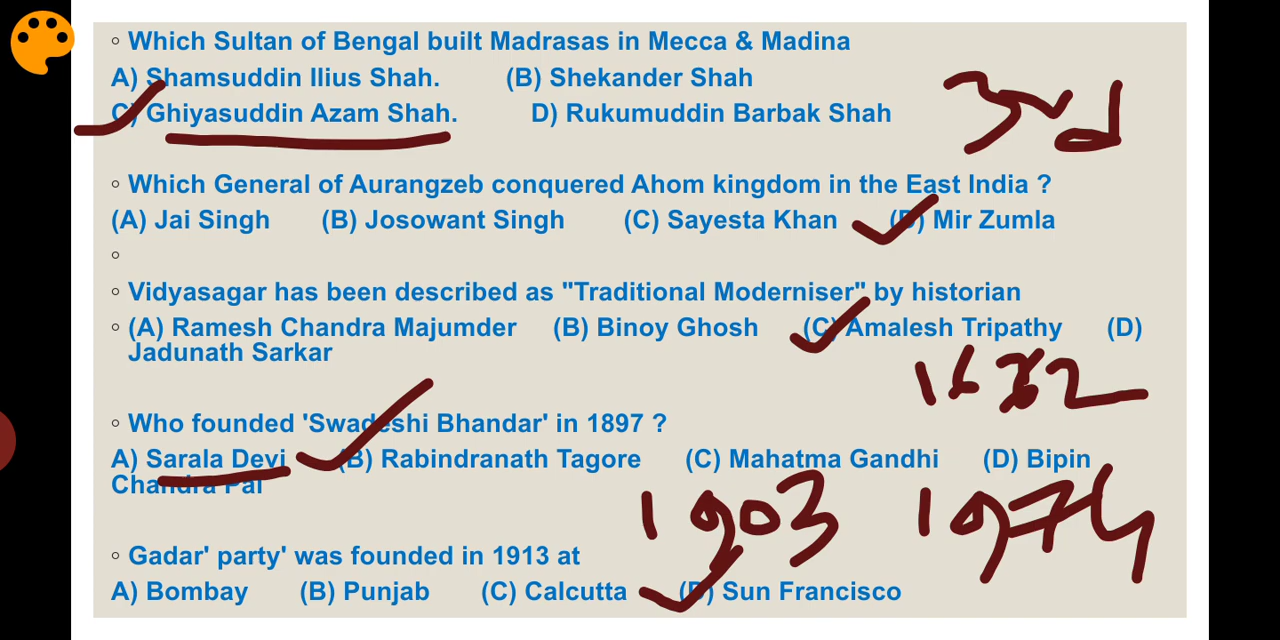 ◦ Which Sultan of Bengal built Madrasas in Mecca & Madina
A) Shamsuddin Ilius Shah. (B) Shekander Shah
C) Ghiyasuddin Azam Shah. D) Rukumuddin Barbak Shah
3rd
◦ Which General of Aurangzeb conquered Ahom kingdom in the East India ?
(A) Jai Singh (B) Josowant Singh (C) Sayesta Khan (D) Mir Zumla
◦
◦ Vidyasagar has been described as "Traditional Moderniser" by historian
◦ (A) Ramesh Chandra Majumder (B) Binoy Ghosh (C) Amalesh Tripathy (D)
Jadunath Sarkar
◦ Who founded 'Swadeshi Bhandar' in 1897 ?
A) Sarala Devi (B) Rabindranath Tagore (C) Mahatma Gandhi (D) Bipin
Chandra Pal
1903 1974
◦ Gadar' party' was founded in 1913 at
A) Bombay (B) Punjab (C) Calcutta (D) Sun Francisco